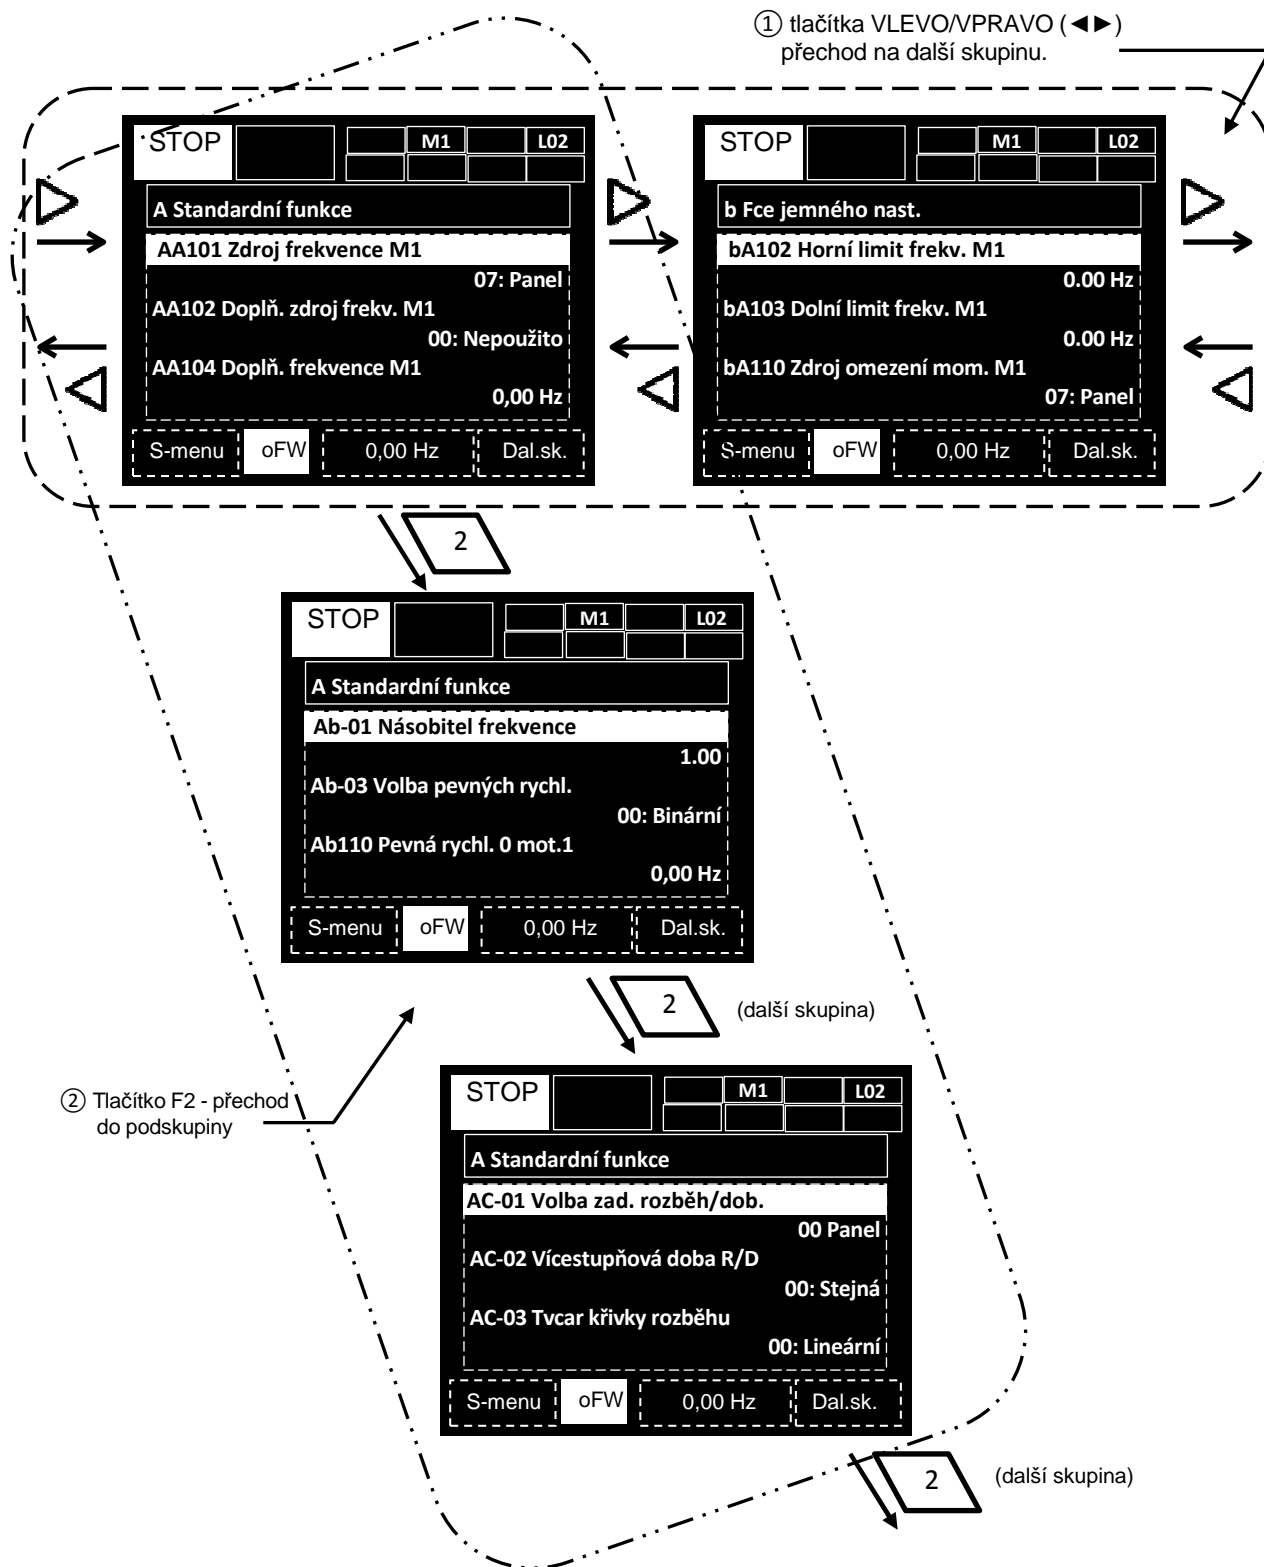 ① tlačítka VLEVO/VPRAVO (◄►)
přechod na další skupinu.
STOP
M1
L02
A Standardní funkce
AA101 Zdroj frekvence M1
07: Panel
AA102 Doplň. zdroj frekv. M1
00: Nepoužito
AA104 Doplň. frekvence M1
0,00 Hz
S-menu
oFW
0,00 Hz
Dal.sk.
STOP
M1
L02
b Fce jemného nast.
bA102 Horní limit frekv. M1
0.00 Hz
bA103 Dolní limit frekv. M1
0.00 Hz
bA110 Zdroj omezení mom. M1
07: Panel
S-menu
oFW
0,00 Hz
Dal.sk.
2
STOP
M1
L02
A Standardní funkce
Ab-01 Násobitel frekvence
1.00
Ab-03 Volba pevných rychl.
00: Binární
Ab110 Pevná rychl. 0 mot.1
0,00 Hz
S-menu
oFW
0,00 Hz
Dal.sk.
2
(další skupina)
② Tlačítko F2 - přechod
do podskupiny
STOP
M1
L02
A Standardní funkce
AC-01 Volba zad. rozběh/dob.
00 Panel
AC-02 Vícestupňová doba R/D
00: Stejná
AC-03 Tvcar křivky rozběhu
00: Lineární
S-menu
oFW
0,00 Hz
Dal.sk.
2
(další skupina)